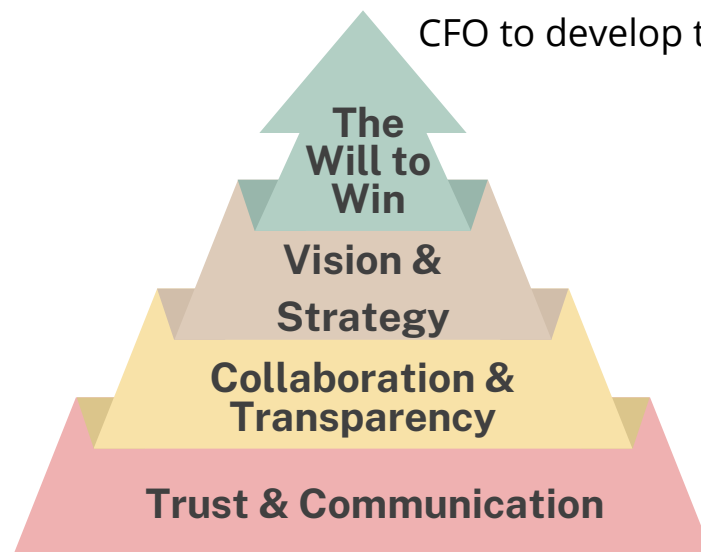 CFO to develop t
The
Will to
Win
Vision &
Strategy
Collaboration &
Transparency
Trust & Communication